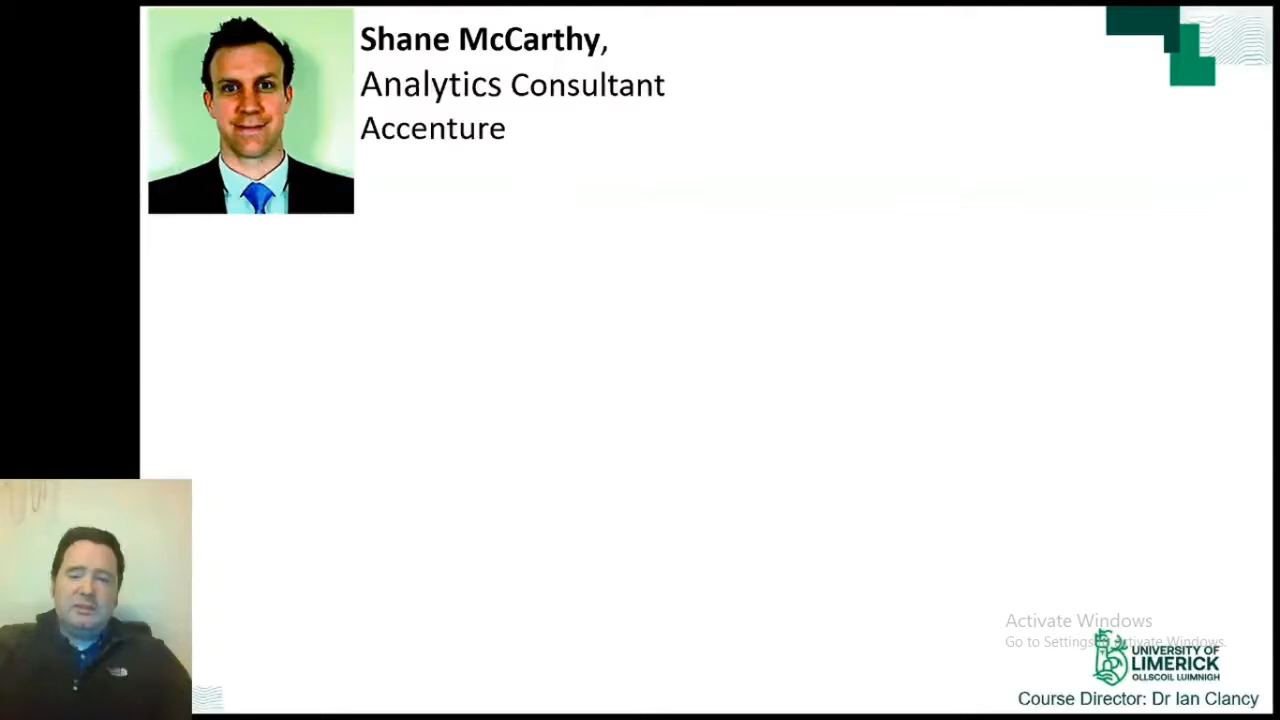 Shane McCarthy,
Analytics Consultant
Accenture
Activate Windows
Go to Settings to Activate Windows.
UNIVERSITY OF
LIMERICK
OLLSCOIL LUIMNIGH
Course Director: Dr Ian Clancy